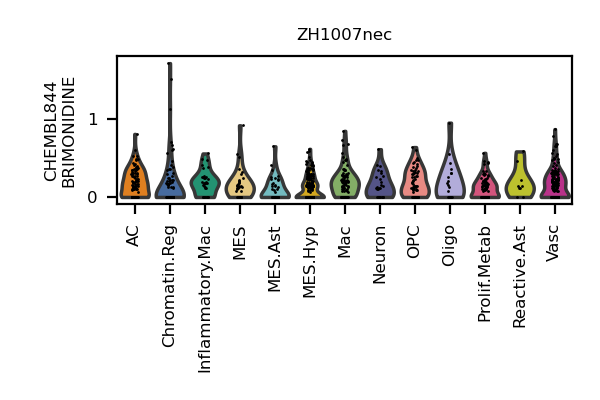 ZH1007nec
CHEMBL844
BRIMONIDINE
1
0
AC
Chromatin.Reg
Inflammatory.Mac
MES
MES.Ast
MES.Hyp
Mac
Neuron
OPC
Oligo
Prolif.Metab
Reactive.Ast
Vasc